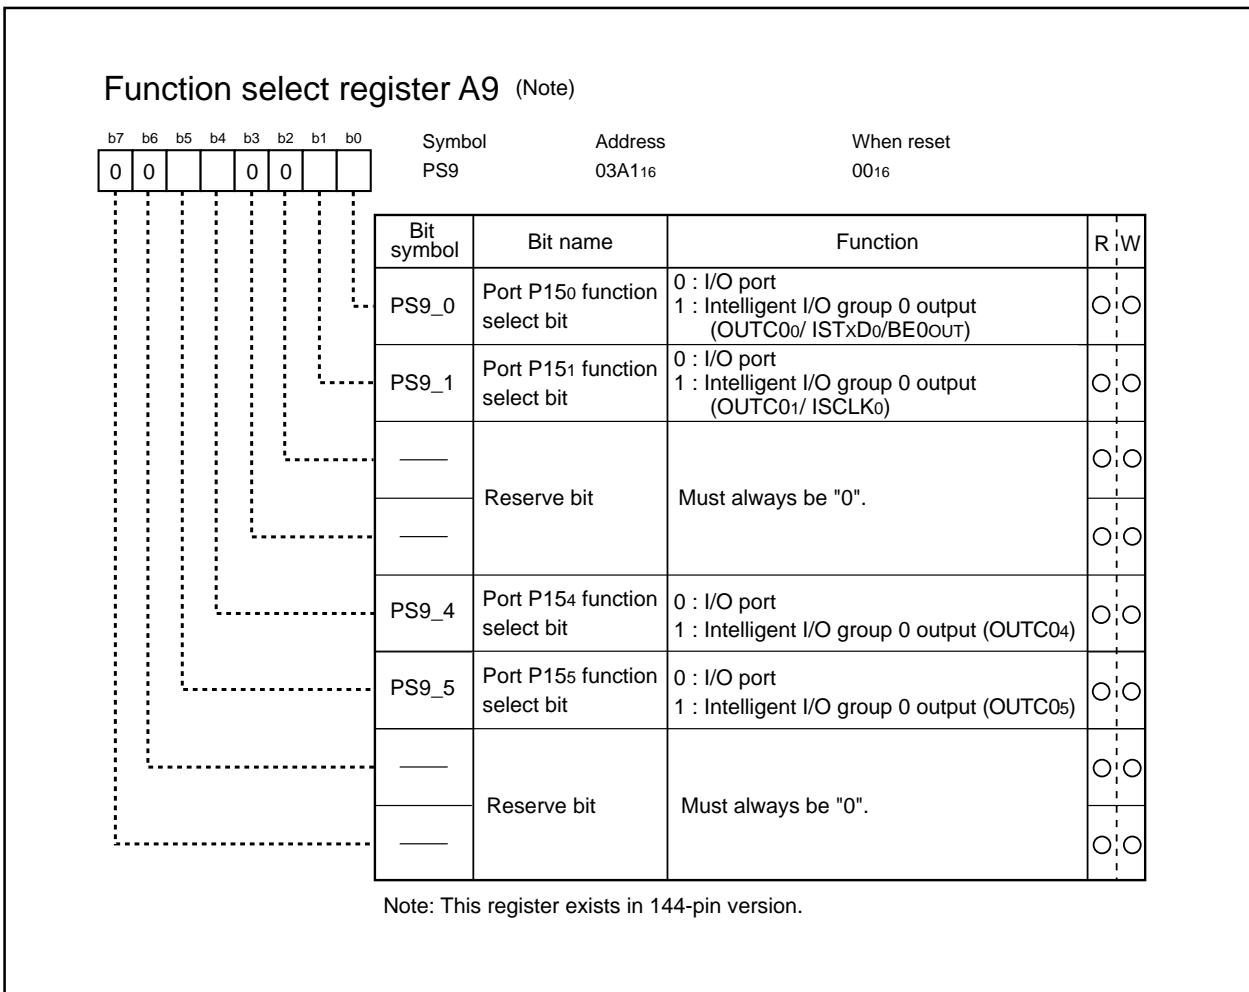 Function select register A9 (Note)
b7 b6 b5 b4 b3 b2 b1 b0
Symbol Address When reset
0 0 0 0
PS9 03A116 0016
Bit symbol Bit name Function R W
PS9_0
Port P150 function
select bit
0 : I/O port
1 : Intelligent I/O group 0 output
(OUTC00/ ISTXD0/BE0OUT)
PS9_1
Port P151 function
select bit
0 : I/O port
1 : Intelligent I/O group 0 output
(OUTC01/ ISCLK0)
Reserve bit
Must always be "0".
PS9_4
Port P154 function
select bit
0 : I/O port
1 : Intelligent I/O group 0 output (OUTC04)
PS9_5
Port P155 function
select bit
0 : I/O port
1 : Intelligent I/O group 0 output (OUTC05)
Reserve bit
Must always be "0".
Note: This register exists in 144-pin version.